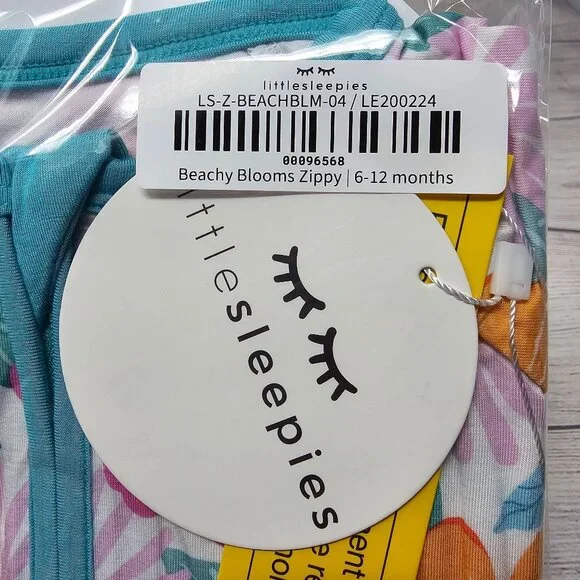 littlesleepies
LS-Z-BEACHBLM-04 / LE200224
00096568
Beachy Blooms Zippy | 6-12 months
littlesleepies